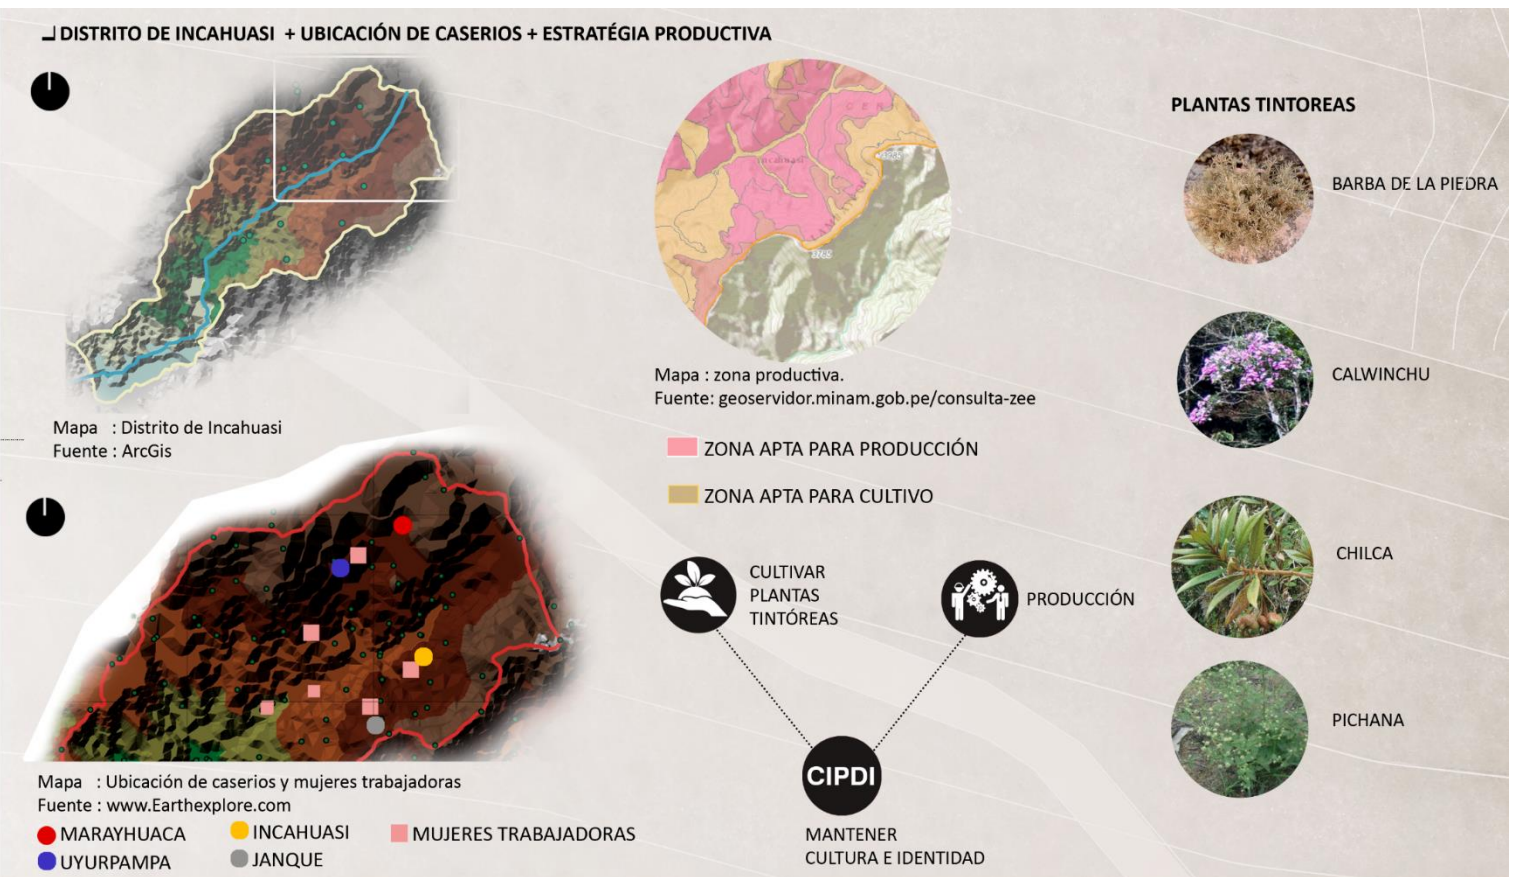 DISTRITO DE INCAHUASI + UBICACIÓN DE CASERIOS + ESTRATÉGIA PRODUCTIVA
Mapa : Distrito de Incahuasi
Fuente : ArcGis
Mapa : Ubicación de caserios y mujeres trabajadoras
Fuente : www.Earthexplore.com
MARAYHUACA
INCAHUASI
MUJERES TRABAJADORAS
UYURPAMPA
JANQUE
Incahuasi
3785
Mapa : zona productiva.
Fuente: geoservidor.minam.gob.pe/consulta-zee
ZONA APTA PARA PRODUCCIÓN
ZONA APTA PARA CULTIVO
CULTIVAR
PLANTAS
TINTÓREAS
PRODUCCIÓN
CIPDI
MANTENER
CULTURA E IDENTIDAD
PLANTAS TINTOREAS
BARBA DE LA PIEDRA
CALWINCHU
CHILCA
PICHANA